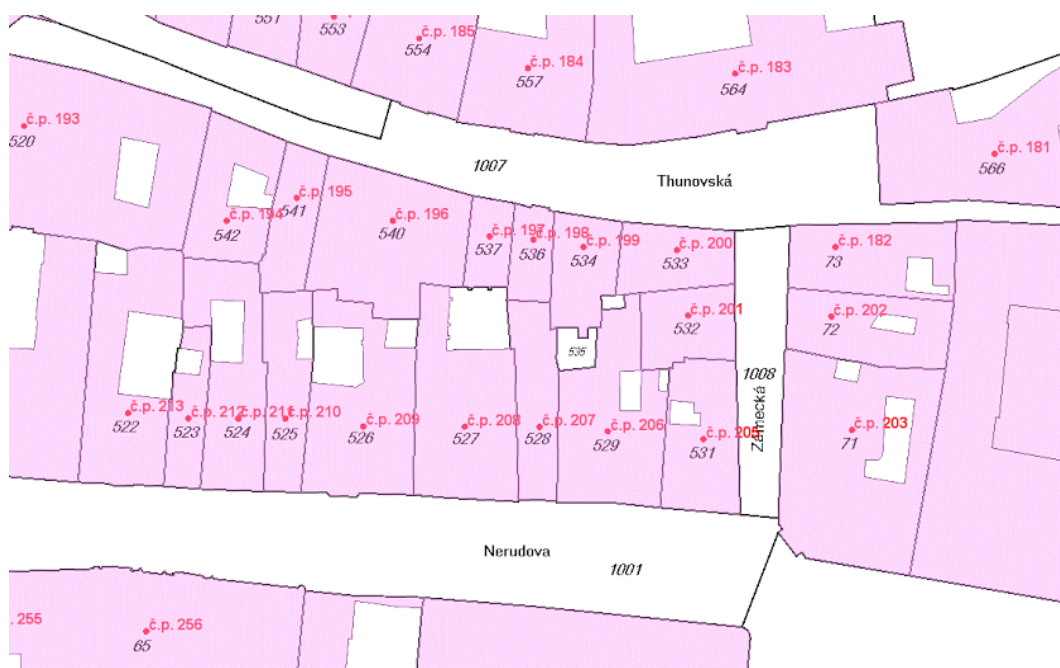 551
553
č.p. 185
554
č.p. 184
557
č.p. 183
564
č.p. 193
520
č.p. 181
566
1007
Thunovská
č.p. 195
541
č.p. 194
542
č.p. 196
540
č.p. 197
537
č.p. 198
536
č.p. 199
534
č.p. 200
533
č.p. 182
73
č.p. 201
532
č.p. 202
72
535
1008
Zámecká
č.p. 213
522
č.p. 212
523
č.p. 211
524
č.p. 210
525
č.p. 209
526
č.p. 208
527
č.p. 207
528
č.p. 206
529
č.p. 205
531
č.p. 203
71
Nerudova
1001
. 255
č.p. 256
65